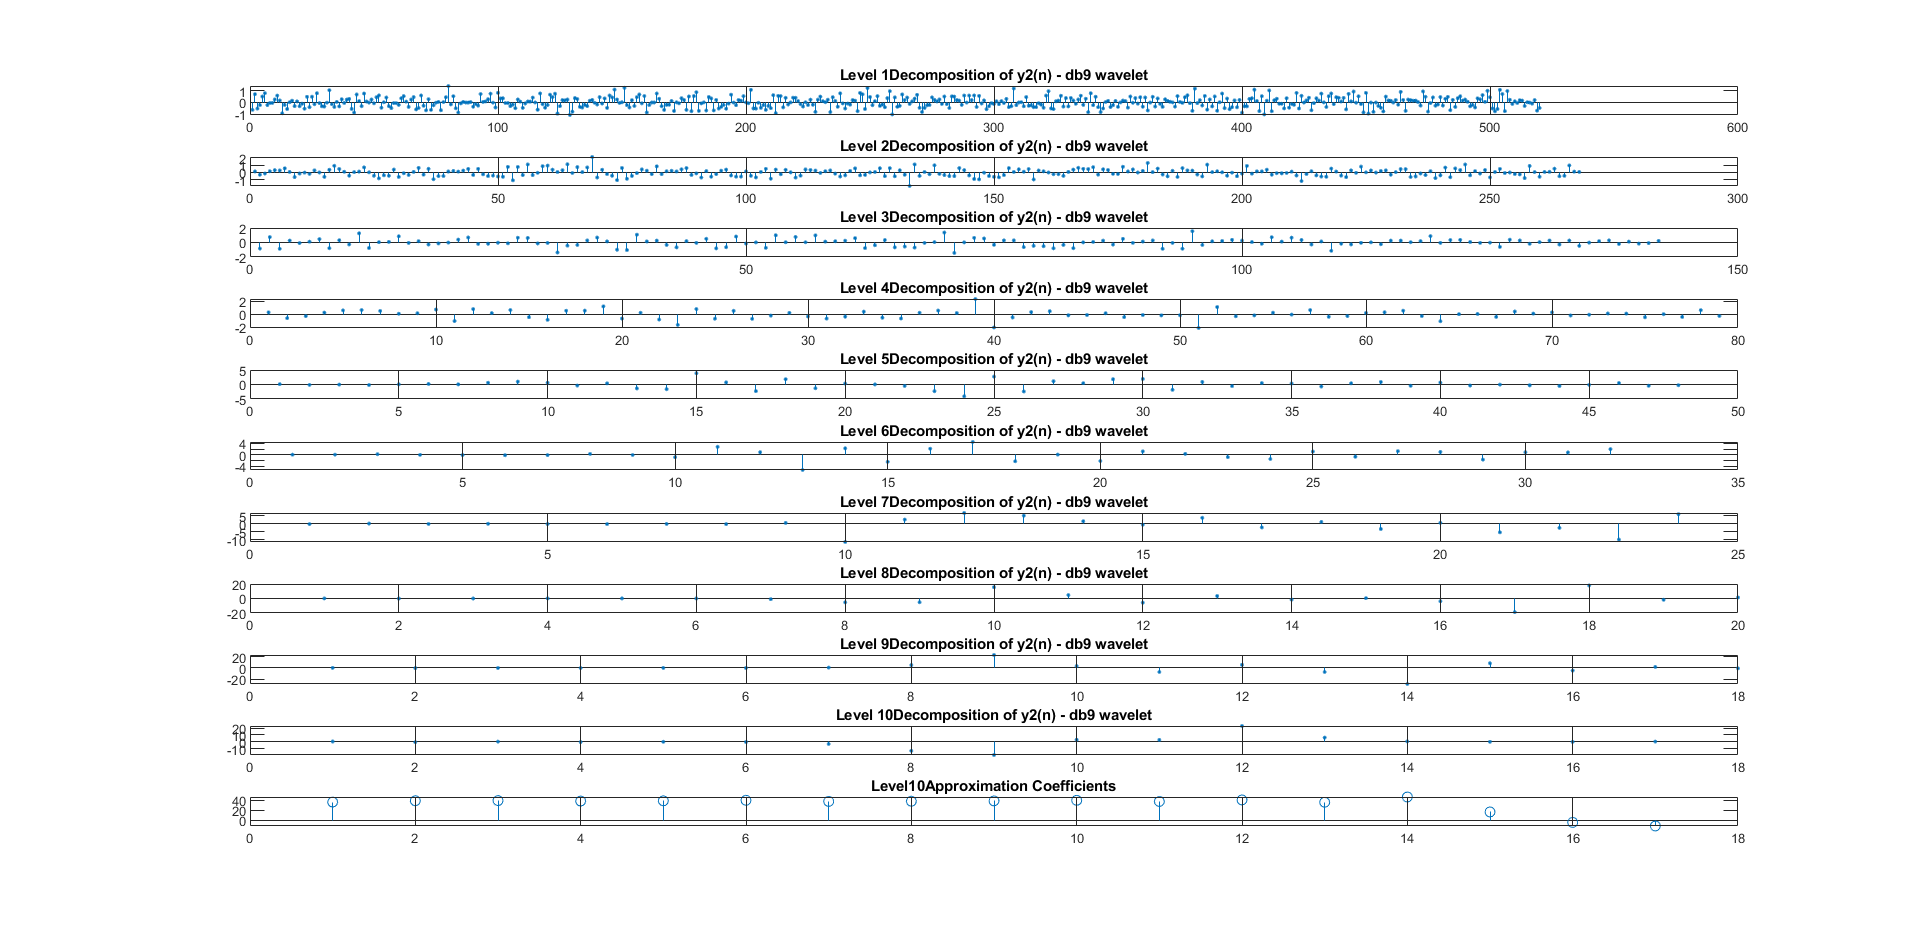 Level 1Decomposition of y2(n) - db9 wavelet
1
0
-1
0 100 200 300 400 500 600
Level 2Decomposition of y2(n) - db9 wavelet
2
0
-1
0 50 100 150 200 250 300
Level 3Decomposition of y2(n) - db9 wavelet
2
0
-2
0 50 100 150
Level 4Decomposition of y2(n) - db9 wavelet
2
0
-2
0 10 20 30 40 50 60 70 80
Level 5Decomposition of y2(n) - db9 wavelet
5
0
-5
0 5 10 15 20 25 30 35 40 45 50
Level 6Decomposition of y2(n) - db9 wavelet
4
0
-4
0 5 10 15 20 25 30 35
Level 7Decomposition of y2(n) - db9 wavelet
5
0
-5
-10
0 5 10 15 20 25
Level 8Decomposition of y2(n) - db9 wavelet
20
0
-20
0 2 4 6 8 10 12 14 16 18 20
Level 9Decomposition of y2(n) - db9 wavelet
20
0
-20
0 2 4 6 8 10 12 14 16 18
Level 10Decomposition of y2(n) - db9 wavelet
20
10
0
-10
0 2 4 6 8 10 12 14 16 18
Level10Approximation Coefficients
40
20
0
0 2 4 6 8 10 12 14 16 18